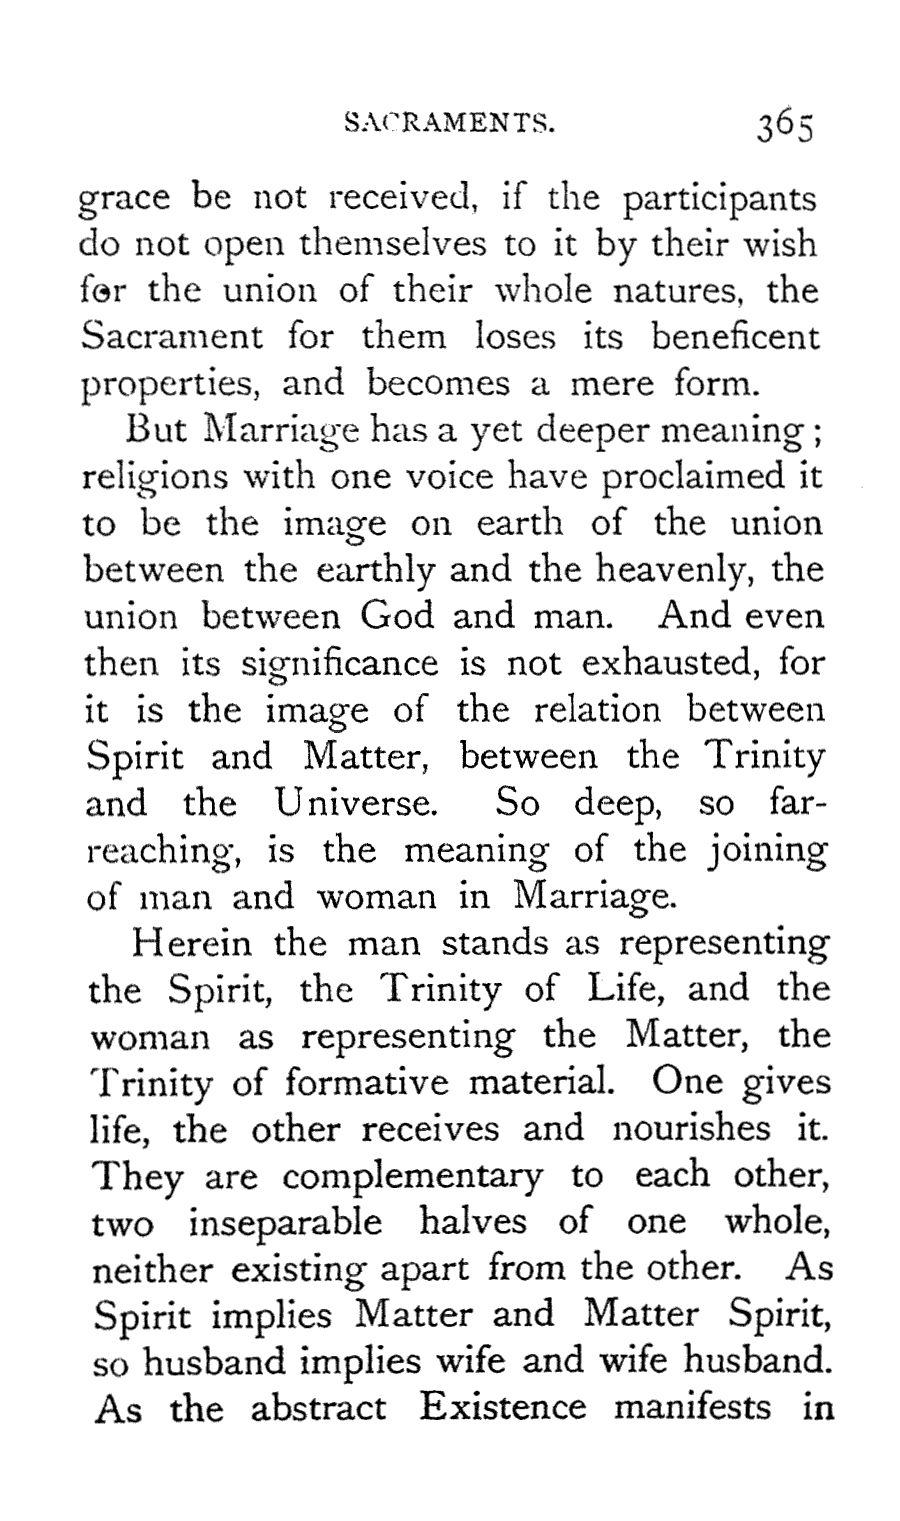 SACRAMENTS. 365
grace be not received, if the participants
do not open themselves to it by their wish
for the union of their whole natures, the
Sacrament for them loses its beneficent
properties, and becomes a mere form.
But Marriage has a yet deeper meaning ;
religions with one voice have proclaimed it
to be the image on earth of the union
between the earthly and the heavenly, the
union between God and man. And even
then its significance is not exhausted, for
it is the image of the relation between
Spirit and Matter, between the Trinity
and the Universe. So deep, so far-
reaching, is the meaning of the joining
of man and woman in Marriage.
Herein the man stands as representing
the Spirit, the Trinity of Life, and the
woman as representing the Matter, the
Trinity of formative material. One gives
life, the other receives and nourishes it.
They are complementary to each other,
two inseparable halves of one whole,
neither existing apart from the other. As
Spirit implies Matter and Matter Spirit,
so husband implies wife and wife husband.
As the abstract Existence manifests in